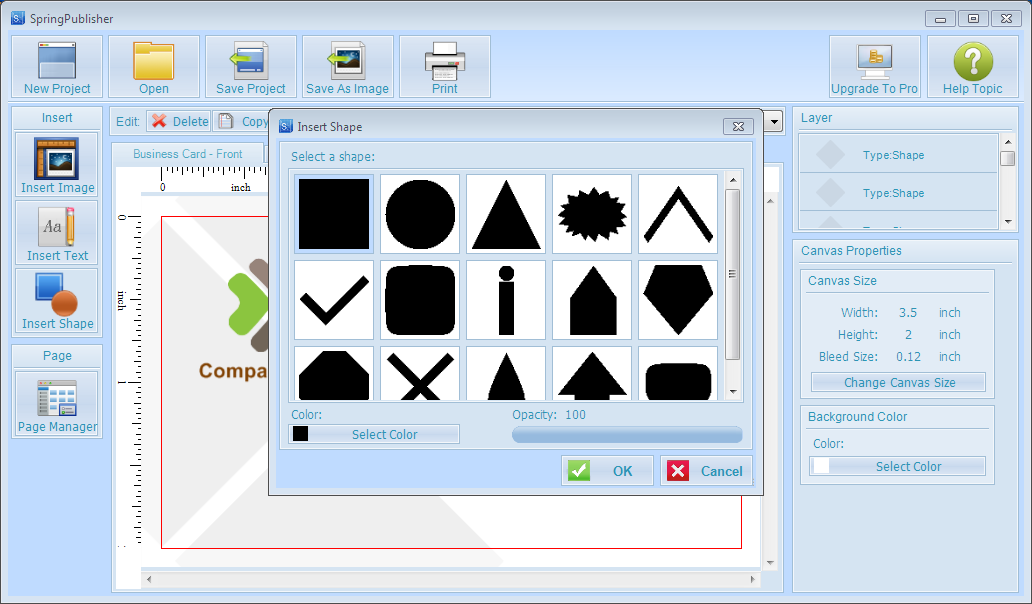 SpringPublisher
New Project
Open
Save Project
Save As Image
Print
Upgrade To Pro
Help Topic
Insert
Insert Image
Insert Text
Insert Shape
Page
Page Manager
Edit:
Delete
Copy
Business Card - Front
0
inch
0
inch
1
Compa
Insert Shape
Select a shape:
Color:
Select Color
Opacity: 100
OK
Cancel
Layer
Type:Shape
Type:Shape
Canvas Properties
Canvas Size
Width: 3.5 inch
Height: 2 inch
Bleed Size: 0.12 inch
Change Canvas Size
Background Color
Color:
Select Color